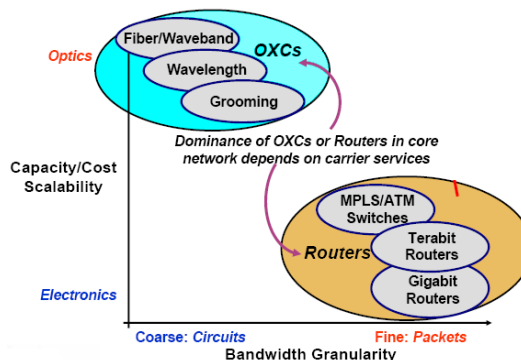 Fiber/Waveband
OXCs
Optics
Wavelength
Grooming
Dominance of OXCs or Routers in core
network depends on carrier services
Capacity/Cost
Scalability
MPLS/ATM
Switches
Routers
Terabit
Routers
Gigabit
Routers
Electronics
Coarse: Circuits
Fine: Packets
Bandwidth Granularity